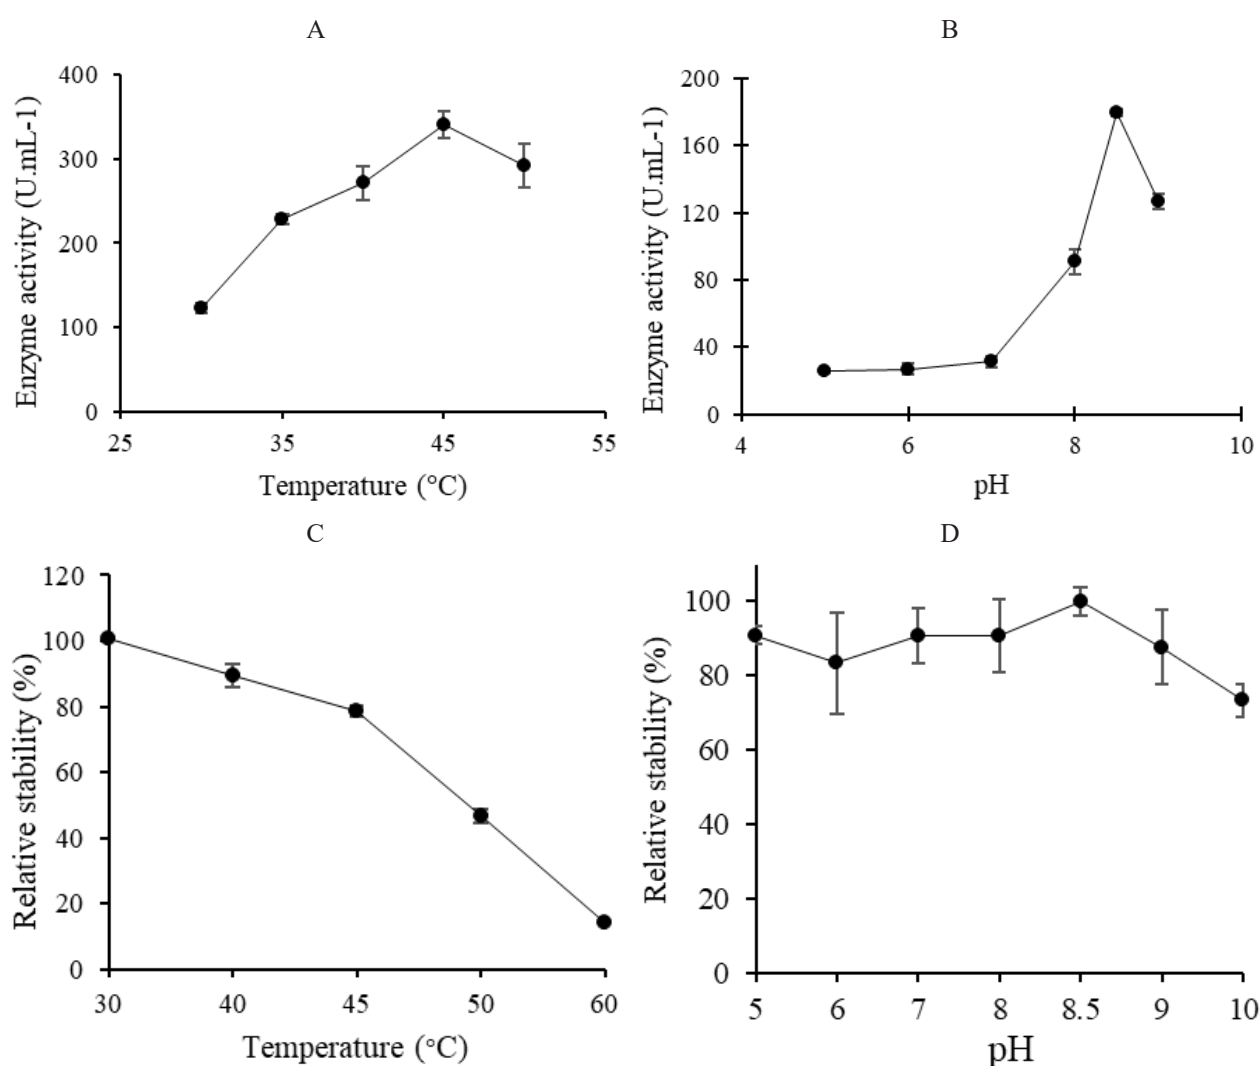 A
Enzyme activity (U.mL-1)
400
300
200
100
0
25 35 45 55
Temperature (°C)
B
Enzyme activity (U.mL-1)
200
160
120
80
40
0
4 6 8 10
pH
C
Relative stability (%)
120
100
80
60
40
20
0
30 40 45 50 60
Temperature (°C)
D
Relative stability (%)
100
80
60
40
20
0
5 6 7 8 8.5 9 10
pH